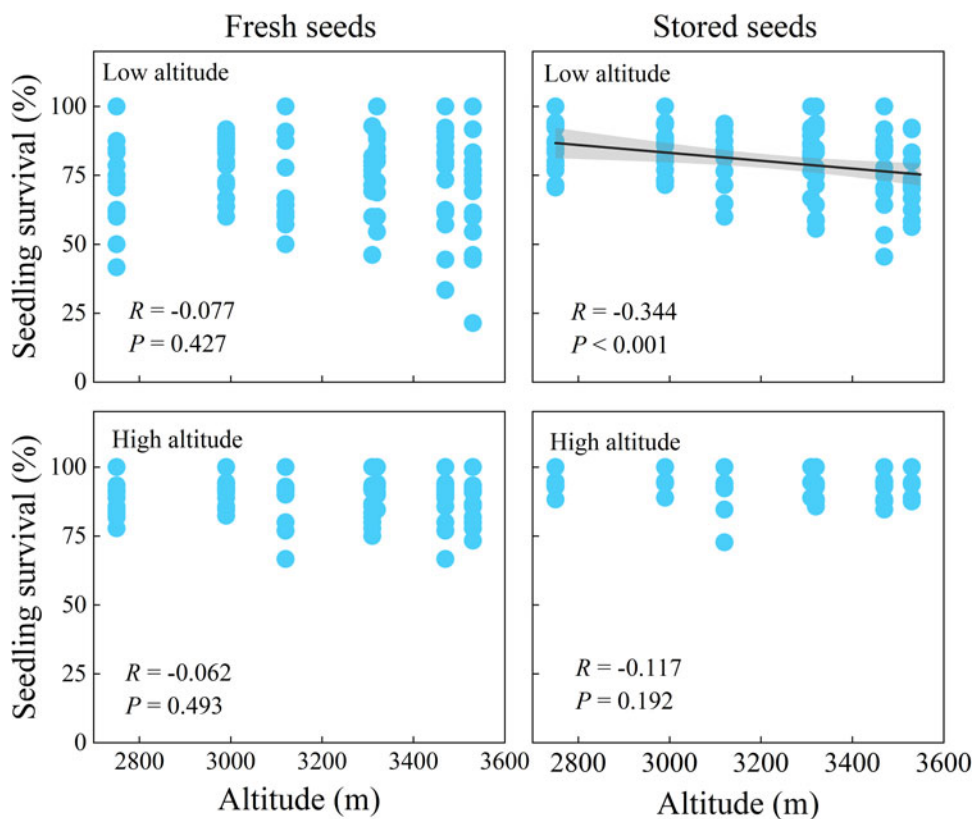 Fresh seeds
Stored seeds
Seedling survival (%)
100
75
50
25
0
Low altitude
R = -0.077
P = 0.427
Low altitude
R = -0.344
P < 0.001
Seedling survival (%)
100
75
50
25
0
High altitude
R = -0.062
P = 0.493
High altitude
R = -0.117
P = 0.192
2800 3000 3200 3400 3600
2800 3000 3200 3400 3600
Altitude (m)
Altitude (m)